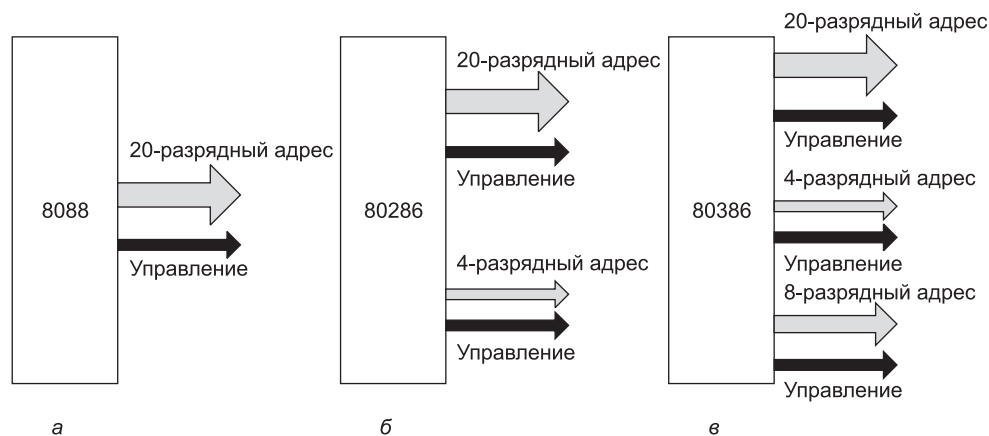 20-разрядный адрес
8088
Управление
а
20-разрядный адрес
Управление
80286
4-разрядный адрес
Управление
б
20-разрядный адрес
Управление
4-разрядный адрес
80386
Управление
8-разрядный адрес
Управление
в